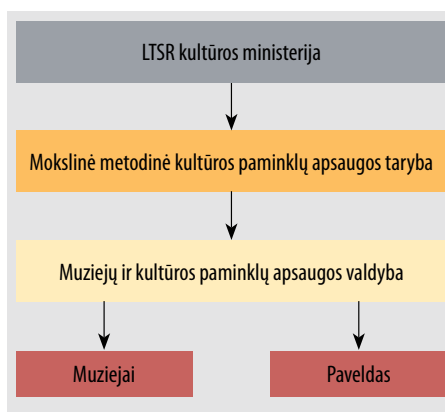 LTSR kultūros ministerija
Mokslinė metodinė kultūros paminklų apsaugos taryba
Muziejų ir kultūros paminklų apsaugos valdyba
Muziejai
Paveldas